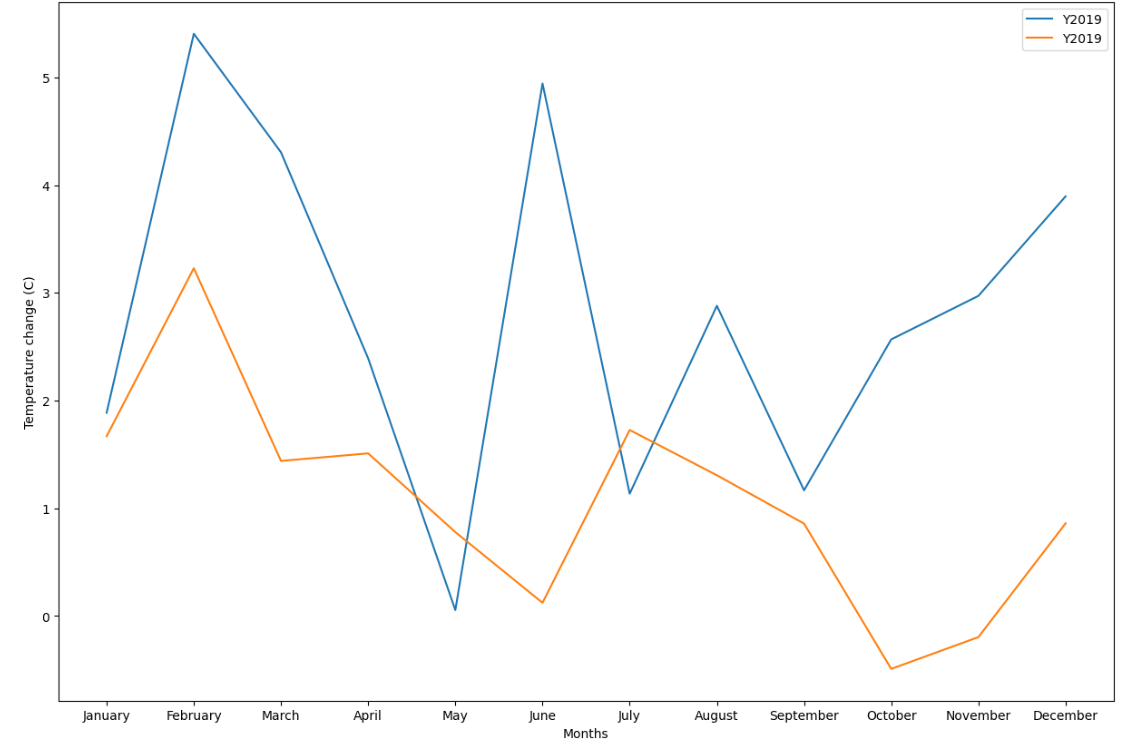 Y2019
Y2019
5
4
3
2
1
0
Temperature change (C)
January February March April May June July August September October November December
Months